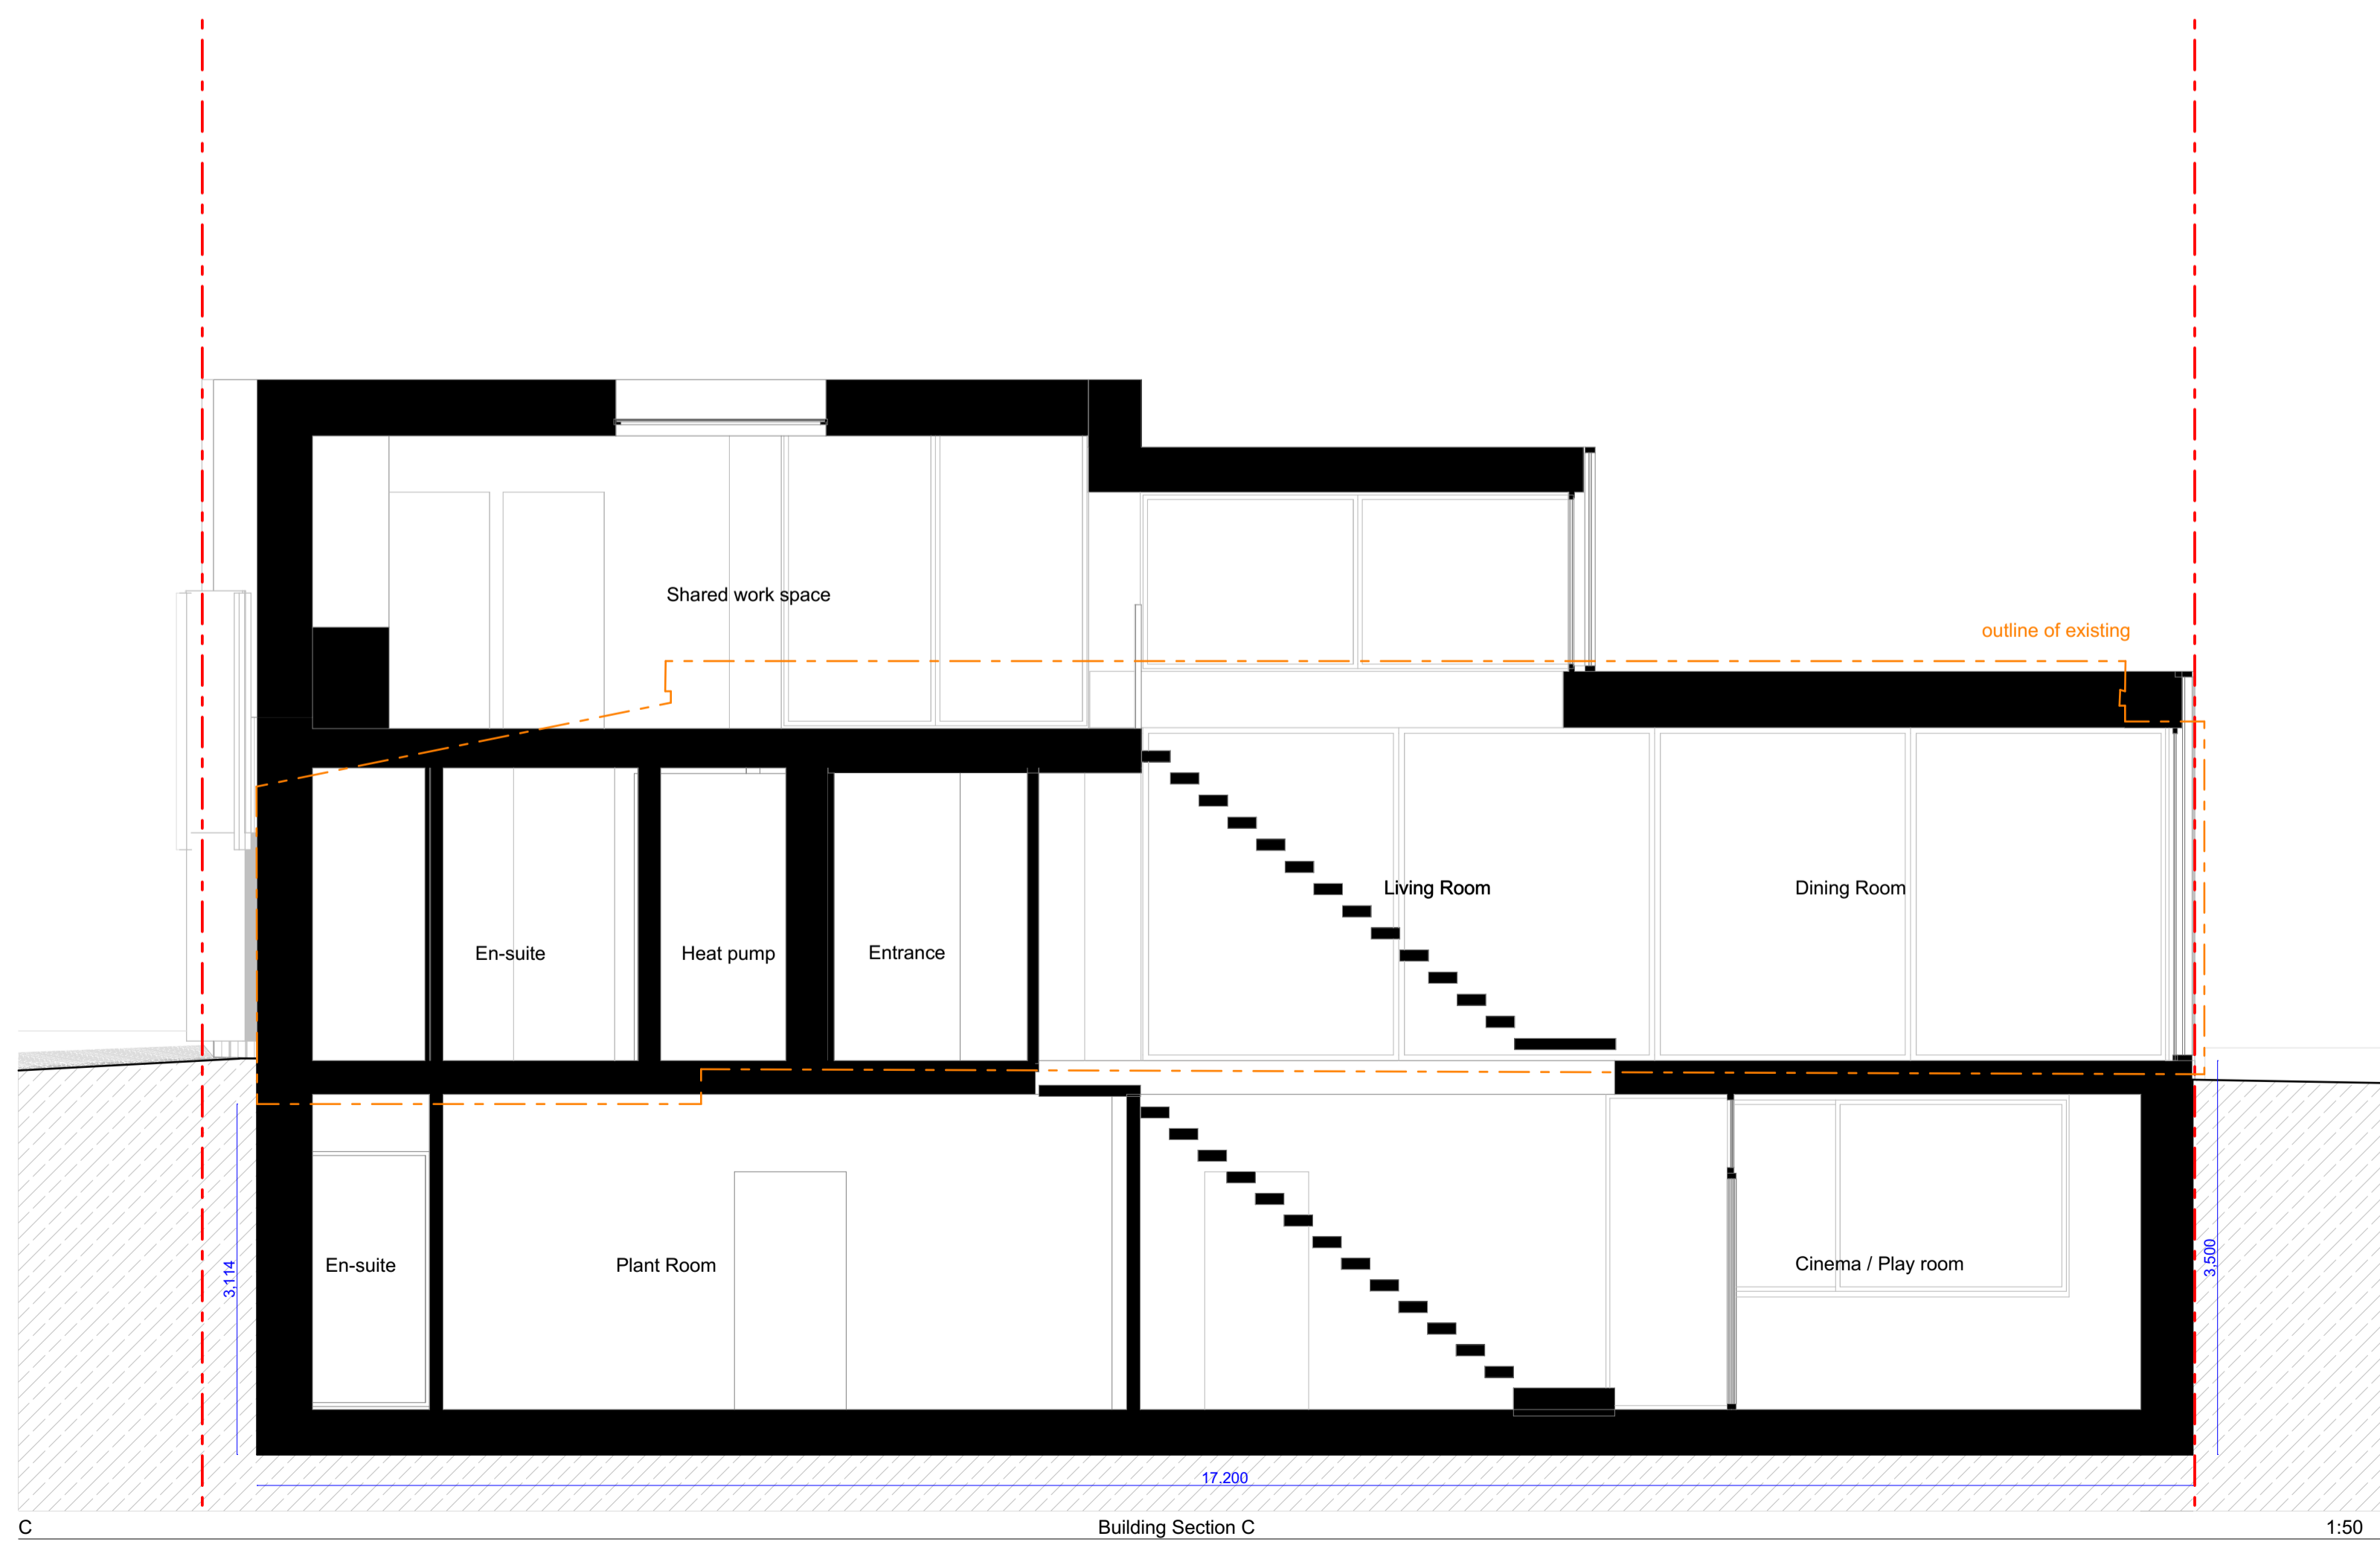 Shared work space
outline of existing
Living Room
Dining Room
En-suite
Heat pump
Entrance
En-suite
Plant Room
Cinema / Play room
3,114
3,500
17,200
C
Building Section C
1:50